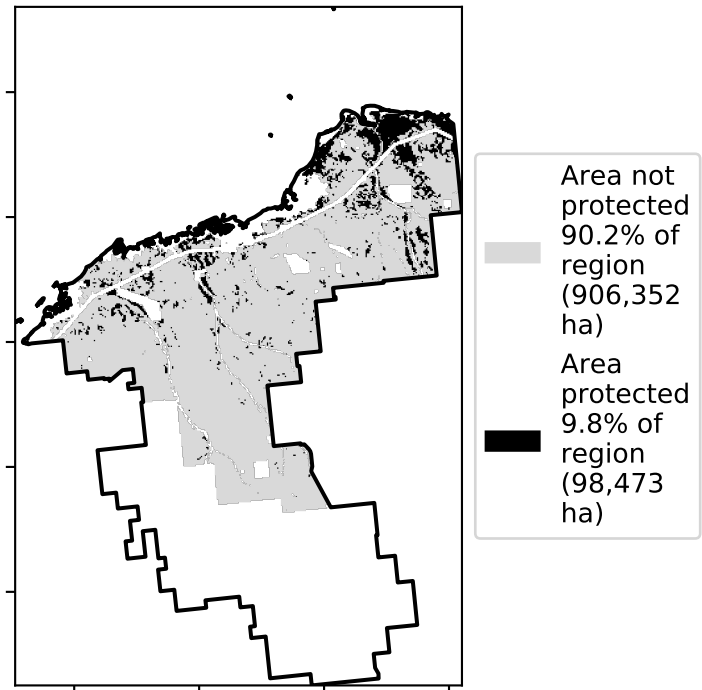 Area not
protected
90.2% of
region
(906,352
ha)
Area
protected
9.8% of
region
(98,473
ha)